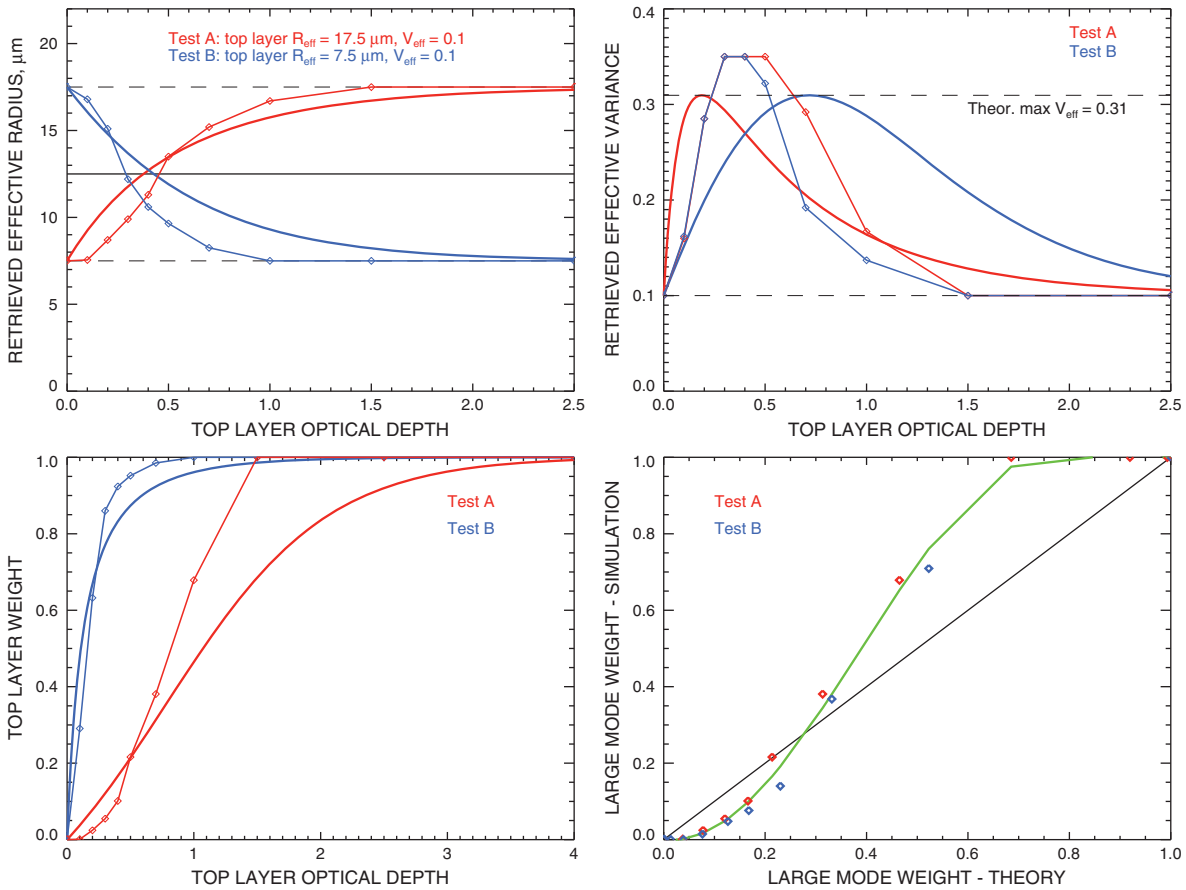 RETRIEVED EFFECTIVE RADIUS, μm
20
15
10
5
0
Test A: top layer Reff = 17.5 μm, Veff = 0.1
Test B: top layer Reff = 7.5 μm, Veff = 0.1
0.0 0.5 1.0 1.5 2.0 2.5
TOP LAYER OPTICAL DEPTH
RETRIEVED EFFECTIVE VARIANCE
0.4
0.3
0.2
0.1
0.0
Test A
Test B
Theor. max Veff = 0.31
0.0 0.5 1.0 1.5 2.0 2.5
TOP LAYER OPTICAL DEPTH
TOP LAYER WEIGHT
1.0
0.8
0.6
0.4
0.2
0.0
Test A
Test B
0 1 2 3 4
TOP LAYER OPTICAL DEPTH
LARGE MODE WEIGHT - SIMULATION
1.0
0.8
0.6
0.4
0.2
0.0
Test A
Test B
0.0 0.2 0.4 0.6 0.8 1.0
LARGE MODE WEIGHT - THEORY